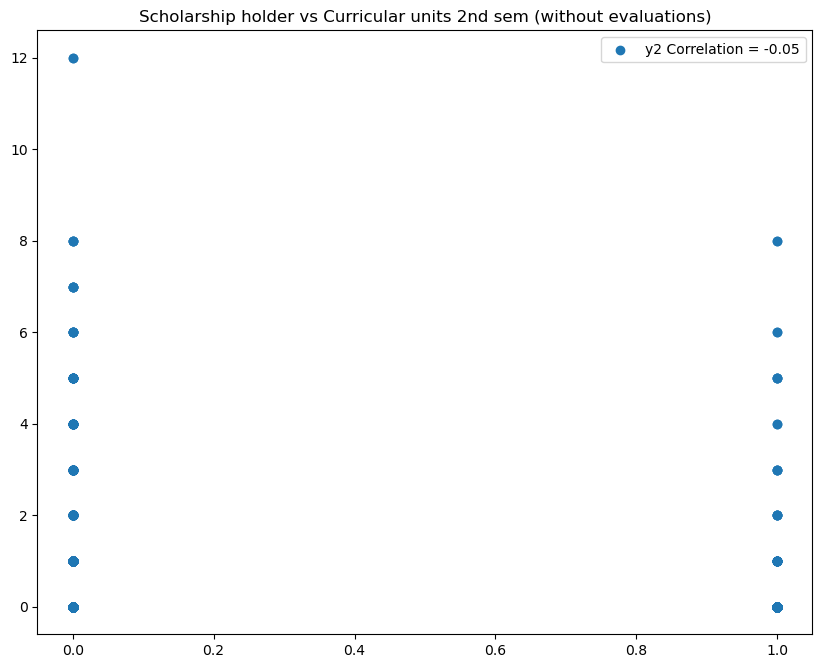 Scholarship holder vs Curricular units 2nd sem (without evaluations)
y2 Correlation = -0.05
12
10
8
6
4
2
0
0.0 0.2 0.4 0.6 0.8 1.0